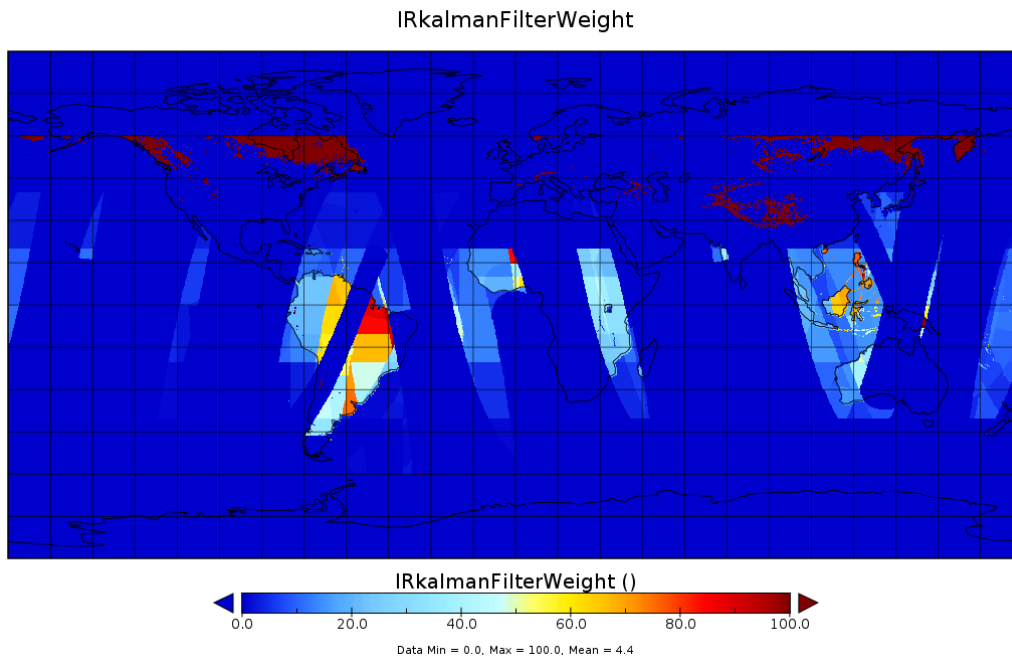 IRkalmanFilterWeight
IRkalmanFilterWeight ()
0.0 20.0 40.0 60.0 80.0 100.0
Data Min = 0.0, Max = 100.0, Mean = 4.4